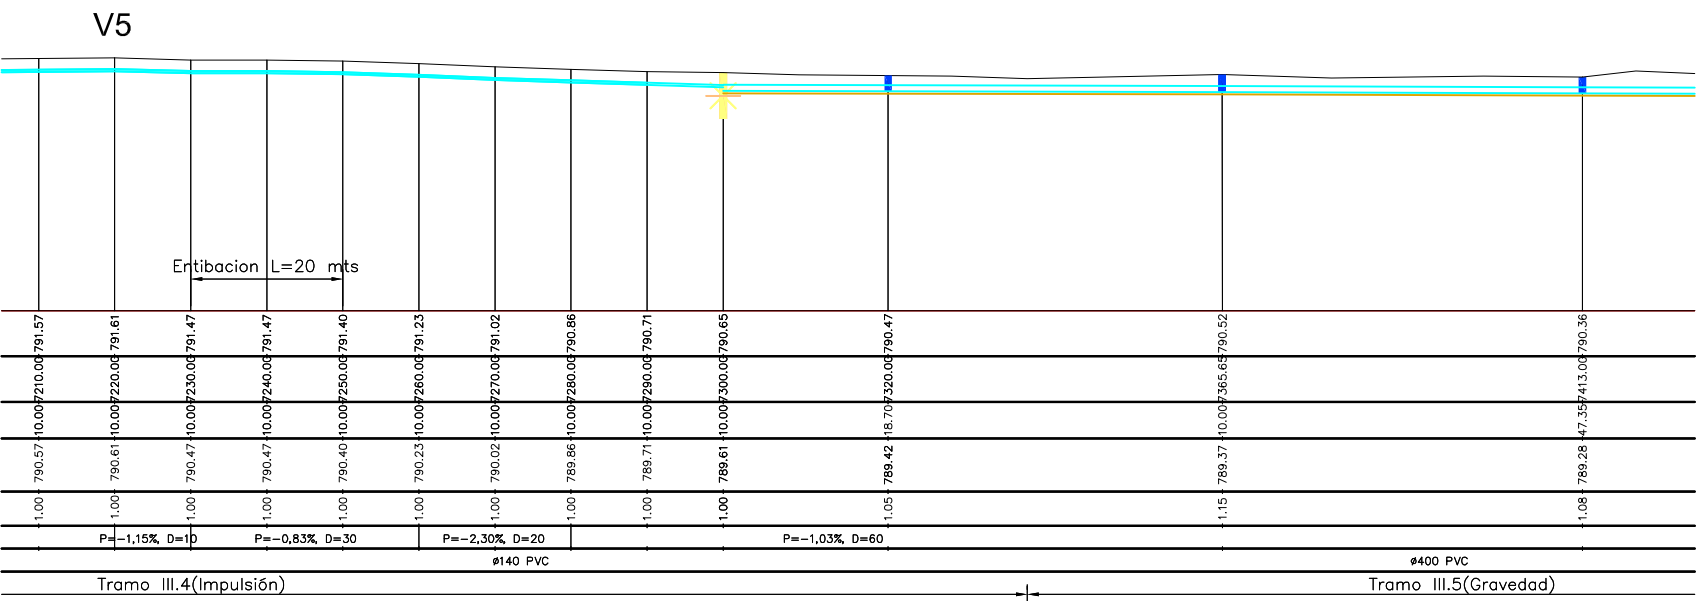 V5
Entibacion L=20 mts
791.57 791.61 791.47 791.47 791.40 791.23 791.02 790.86 790.71 790.65 790.47 790.52 790.36
7210.00 7220.00 7230.00 7240.00 7250.00 7260.00 7270.00 7280.00 7290.00 7300.00 7320.00 7365.65 7413.00
10.00 10.00 10.00 10.00 10.00 10.00 10.00 10.00 10.00 10.00 18.70 10.00 47.35
790.57 790.61 790.47 790.47 790.40 790.23 790.02 789.86 789.71 789.61 789.42 789.37 789.28
1.00 1.00 1.00 1.00 1.00 1.00 1.00 1.00 1.00 1.00 1.05 1.15 1.08
P=-1,15%, D=10 P=-0,83%, D=30 P=-2,30%, D=20 P=-1,03%, D=60
ø140 PVC ø400 PVC
Tramo III.4(Impulsión) Tramo III.5(Gravedad)